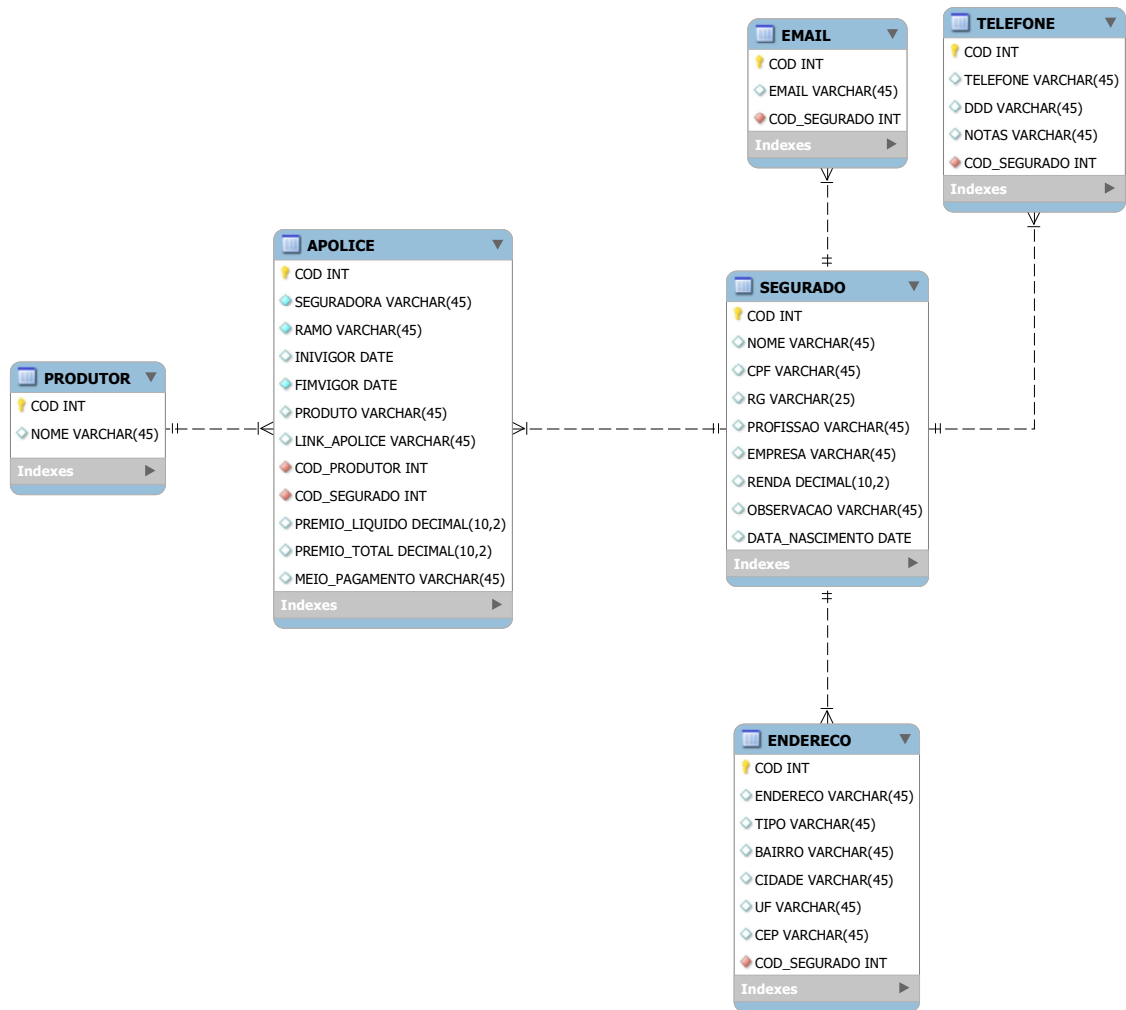 EMAIL
COD INT
EMAIL VARCHAR(45)
COD_SEGURADO INT
Indexes
TELEFONE
COD INT
TELEFONE VARCHAR(45)
DDD VARCHAR(45)
NOTAS VARCHAR(45)
COD_SEGURADO INT
Indexes
APOLICE
COD INT
SEGURADORA VARCHAR(45)
RAMO VARCHAR(45)
INIVIGOR DATE
FIMVIGOR DATE
PRODUTO VARCHAR(45)
LINK_APOLICE VARCHAR(45)
COD_PRODUTOR INT
COD_SEGURADO INT
PREMIO_LIQUIDO DECIMAL(10,2)
PREMIO_TOTAL DECIMAL(10,2)
MEIO_PAGAMENTO VARCHAR(45)
Indexes
SEGURADO
COD INT
NOME VARCHAR(45)
CPF VARCHAR(45)
RG VARCHAR(25)
PROFISSAO VARCHAR(45)
EMPRESA VARCHAR(45)
RENDA DECIMAL(10,2)
OBSERVACAO VARCHAR(45)
DATA_NASCIMENTO DATE
Indexes
PRODUTOR
COD INT
NOME VARCHAR(45)
Indexes
ENDERECO
COD INT
ENDERECO VARCHAR(45)
TIPO VARCHAR(45)
BAIRRO VARCHAR(45)
CIDADE VARCHAR(45)
UF VARCHAR(45)
CEP VARCHAR(45)
COD_SEGURADO INT
Indexes